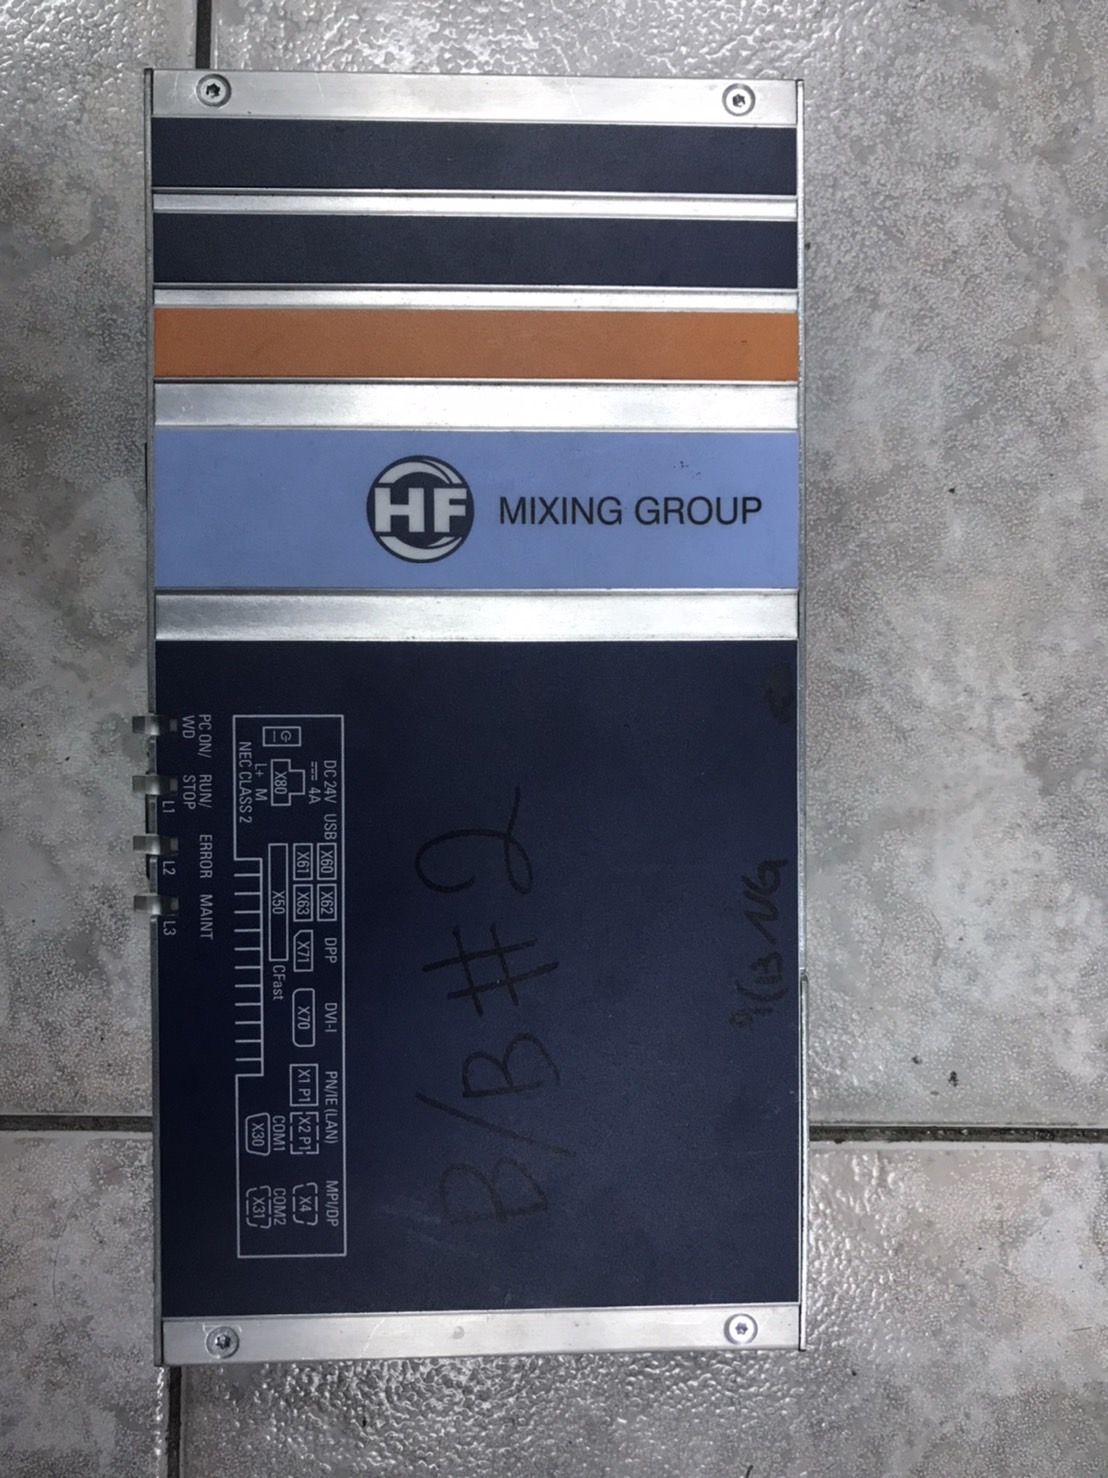 HF MIXING GROUP
PC ON/ WD
RUN/ STOP
L1
ERROR
L2
MAINT
L3
DC 24V
4A
L+ M
X80
NEC CLASS 2
USB
X60 X62
X61 X63
X50
CFast
DPP
X71
DVI-I
X70
PN/IE (LAN)
X1 P1
X2 P1
COM1
X30
MPI/DP
X4
COM2
X31
B/B#2